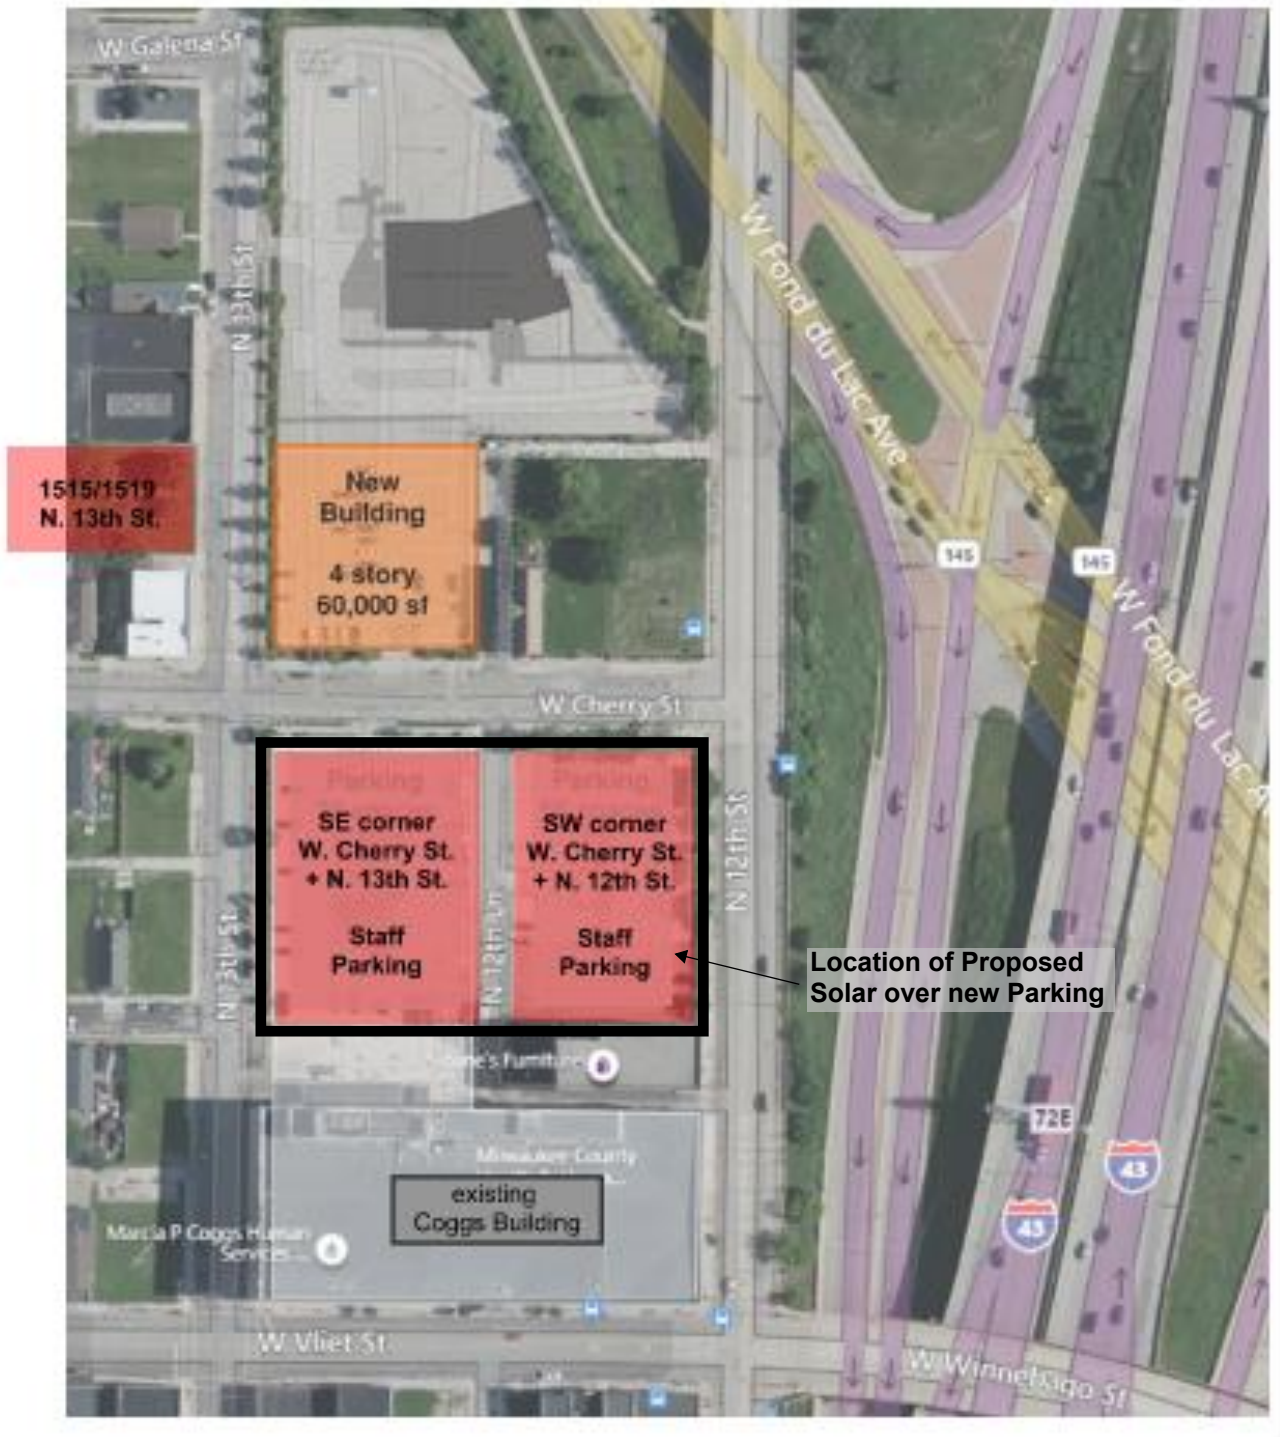 W Galena St
N 13th St
W Fond du Lac Ave
1515/1519
N. 13th St.
New
Building
4 story
60,000 sf
145
145
W Fond du Lac A
W Cherry St
Parking
Parking
SE corner
W. Cherry St.
+ N. 13th St.
Staff
Parking
SW corner
W. Cherry St.
+ N. 12th St.
Staff
Parking
N 12th Ln
N 12th St
N 13th St
Location of Proposed
Solar over new Parking
Furniture
72E
43
43
Milwaukee County
existing
Coggs Building
Marcia P Coggs Human
Services...
W Vliet St
W Winnebago St